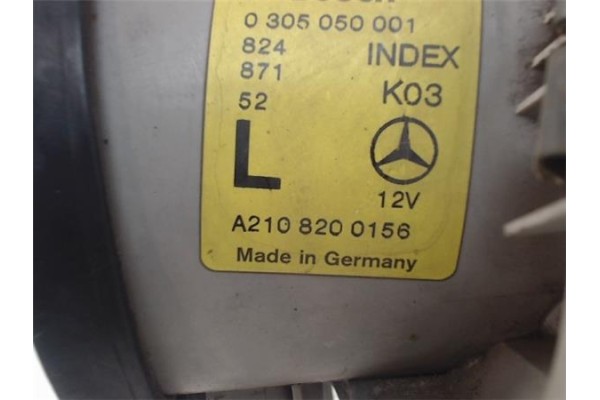 0 305 050 001
824 INDEX
871
52 K03
L
12V
A210 820 0156
Made in Germany